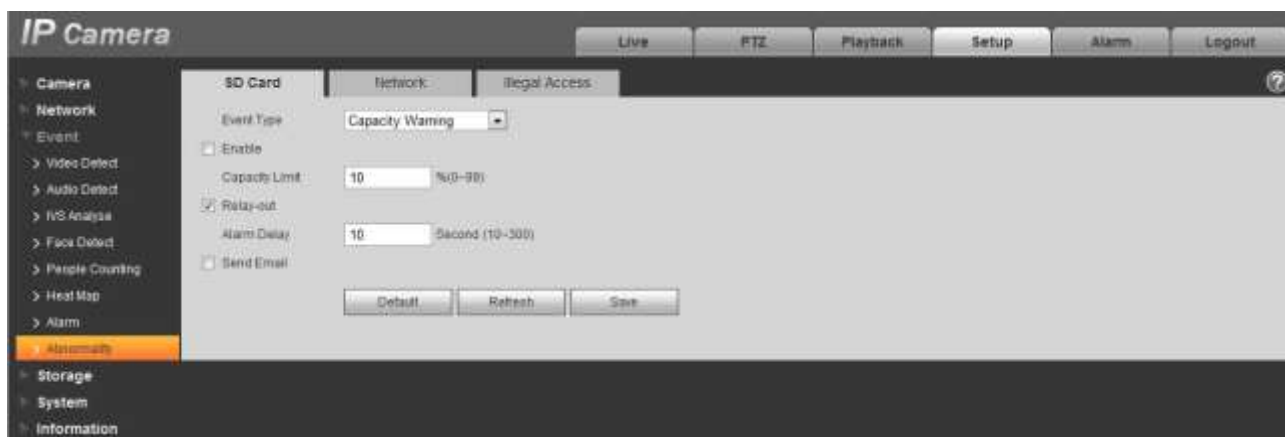 IP Camera
Live
PTZ
Playback
Setup
Alarm
Logout
Camera
Network
Event
Video Detect
Audio Detect
IVS Analyse
Face Detect
People Counting
Heat Map
Alarm
Abnormality
Storage
System
Information
SD Card
Network
Illegal Access
?
Event Type
Capacity Warning
Enable
Capacity Limit
10
%(0~99)
Relay-out
Alarm Delay
10
Second (10~300)
Send Email
Default
Refresh
Save